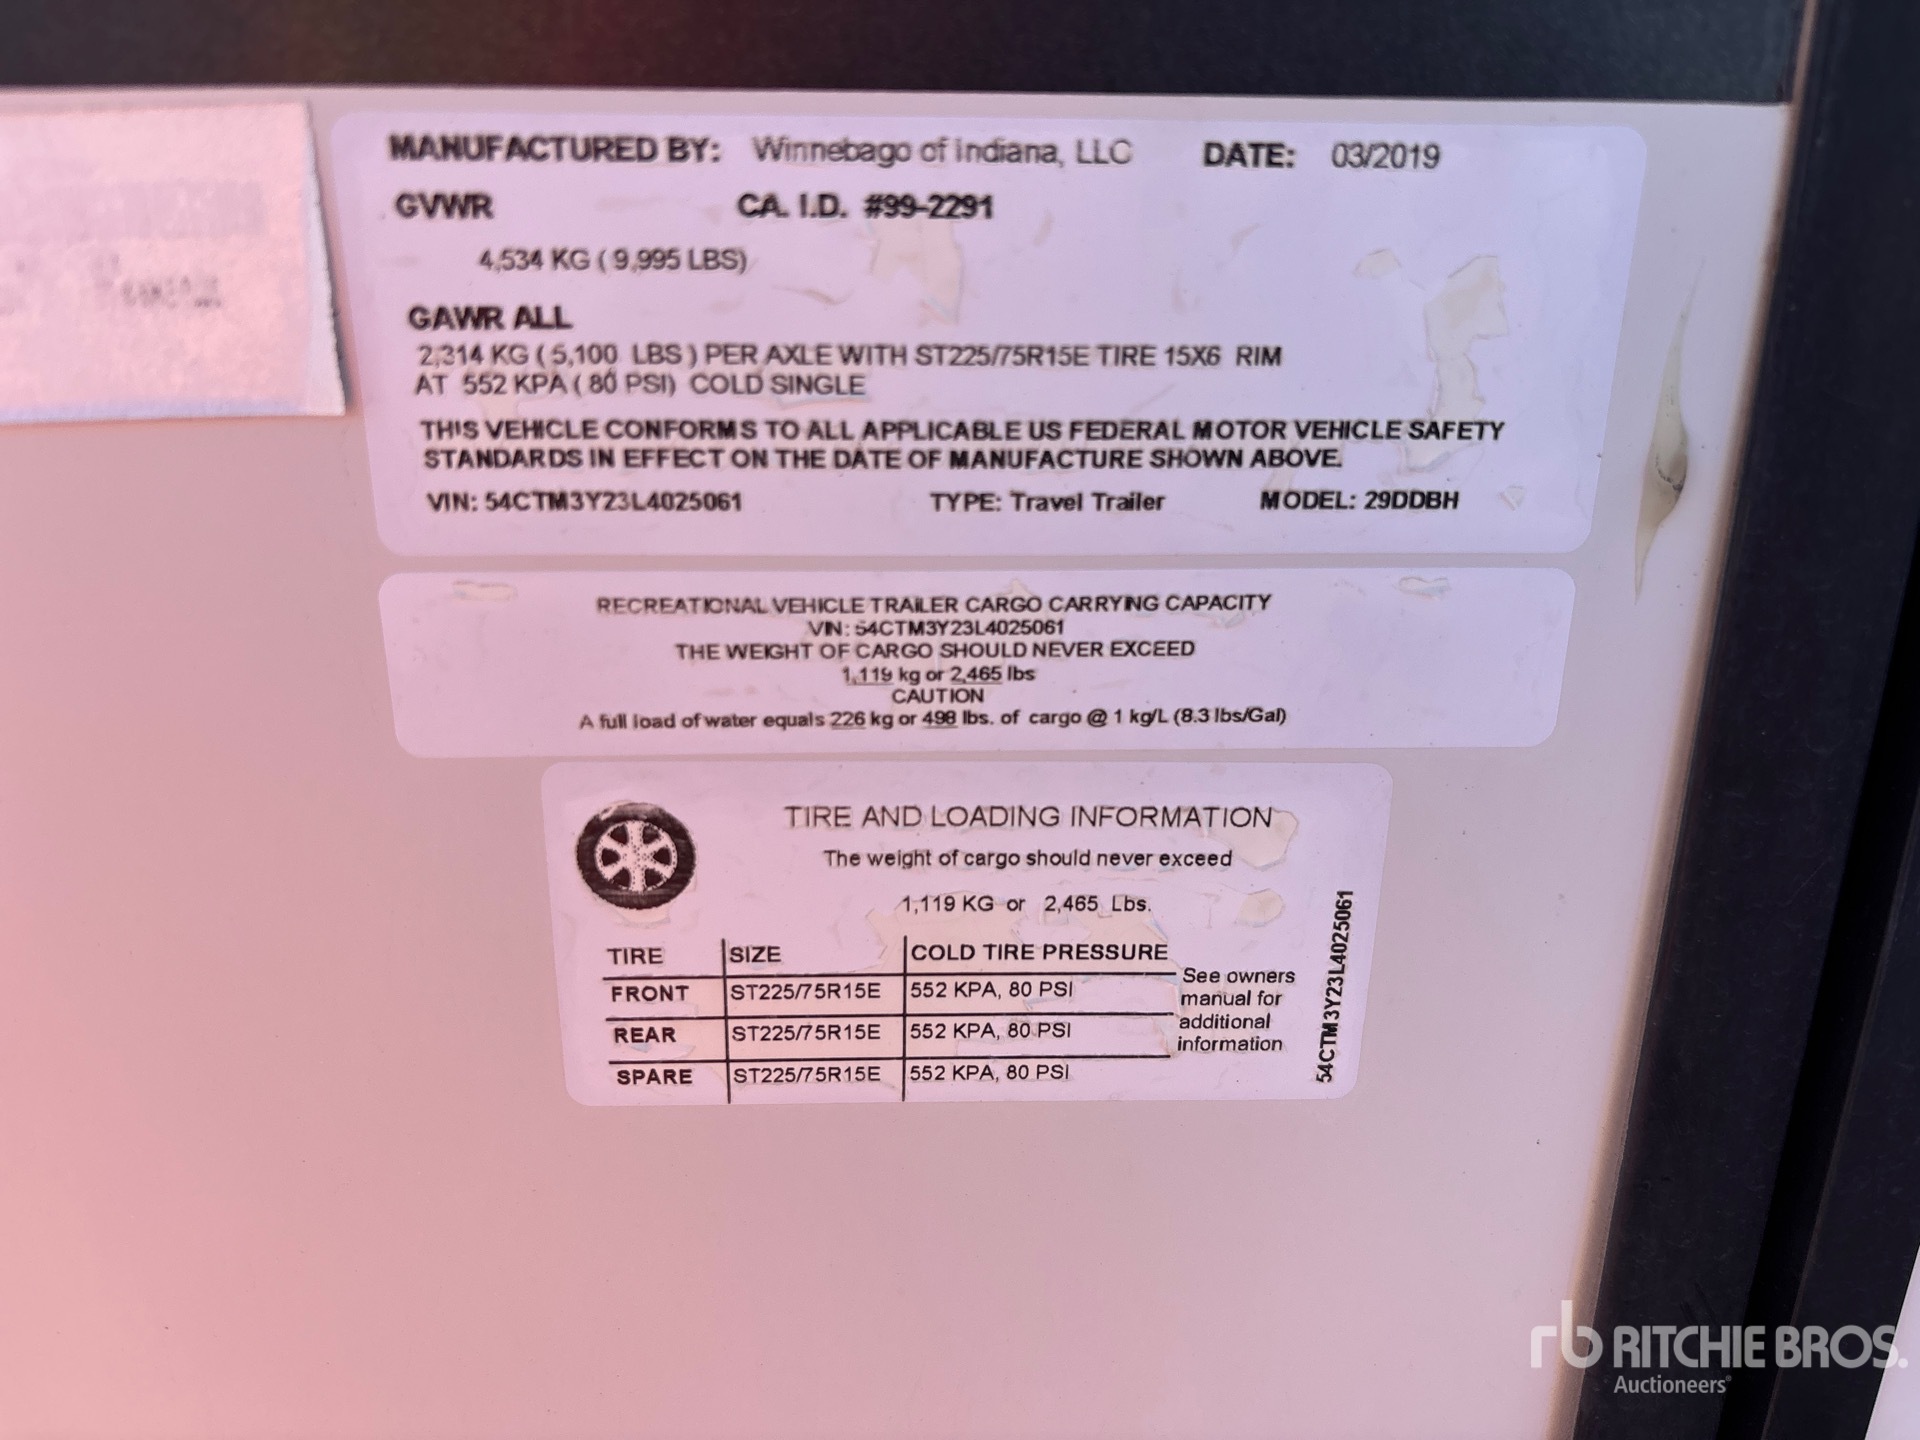 MANUFACTURED BY: Winnebago of Indiana, LLC DATE: 03/2019
GVWR CA. I.D. #99-2291
4,534 KG ( 9,995 LBS)
GAWR ALL
2,314 KG ( 5,100 LBS ) PER AXLE WITH ST225/75R15E TIRE 15X6 RIM
AT 552 KPA ( 80 PSI) COLD SINGLE
THIS VEHICLE CONFORMS TO ALL APPLICABLE US FEDERAL MOTOR VEHICLE SAFETY
STANDARDS IN EFFECT ON THE DATE OF MANUFACTURE SHOWN ABOVE.
VIN: 54CTM3Y23L4025061 TYPE: Travel Trailer MODEL: 29DDBH
RECREATIONAL VEHICLE TRAILER CARGO CARRYING CAPACITY
VIN: 54CTM3Y23L4025061
THE WEIGHT OF CARGO SHOULD NEVER EXCEED
1,119 kg or 2,465 lbs
CAUTION
A full load of water equals 226 kg or 498 lbs. of cargo @ 1 kg/L (8.3 lbs/Gal)
TIRE AND LOADING INFORMATION
The weight of cargo should never exceed
1,119 KG or 2,465 Lbs.
TIRE SIZE COLD TIRE PRESSURE
FRONT ST225/75R15E 552 KPA, 80 PSI
REAR ST225/75R15E 552 KPA, 80 PSI
SPARE ST225/75R15E 552 KPA, 80 PSI
See owners
manual for
additional
information
54CTM3Y23L4025061
rb RITCHIE BROS.
Auctioneers®